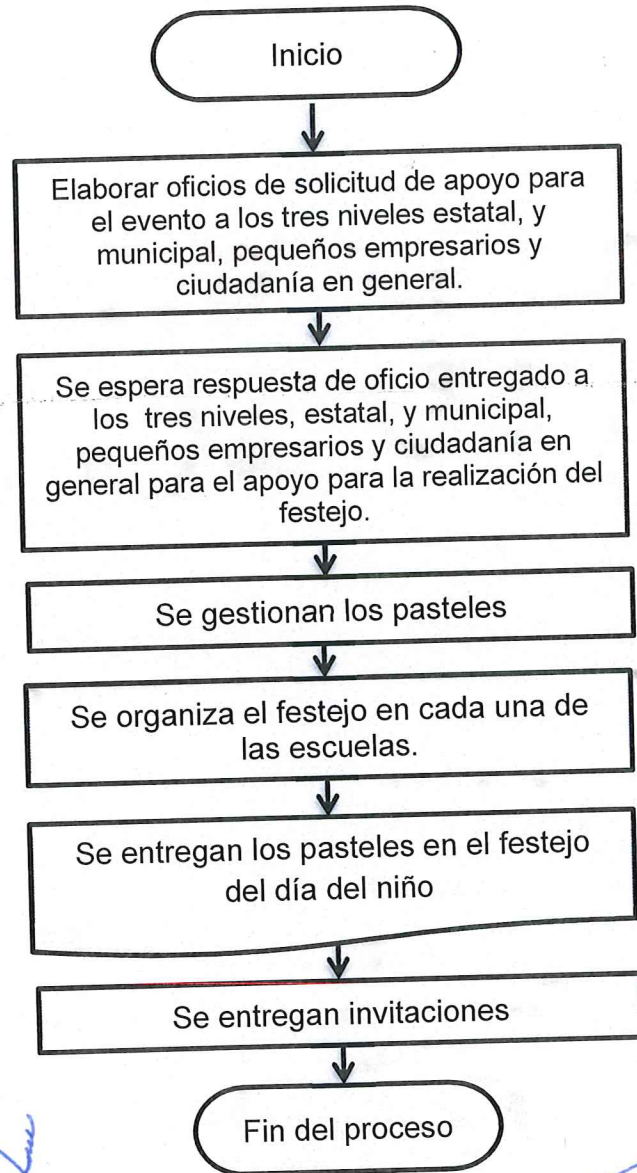 Inicio
Elaborar oficios de solicitud de apoyo para
el evento a los tres niveles estatal, y
municipal, pequeños empresarios y
ciudadanía en general.
Se espera respuesta de oficio entregado a
los tres niveles, estatal, y municipal,
pequeños empresarios y ciudadanía en
general para el apoyo para la realización del
festejo.
Se gestionan los pasteles
Se organiza el festejo en cada una de
las escuelas.
Se entregan los pasteles en el festejo
del día del niño
Se entregan invitaciones
Fin del proceso